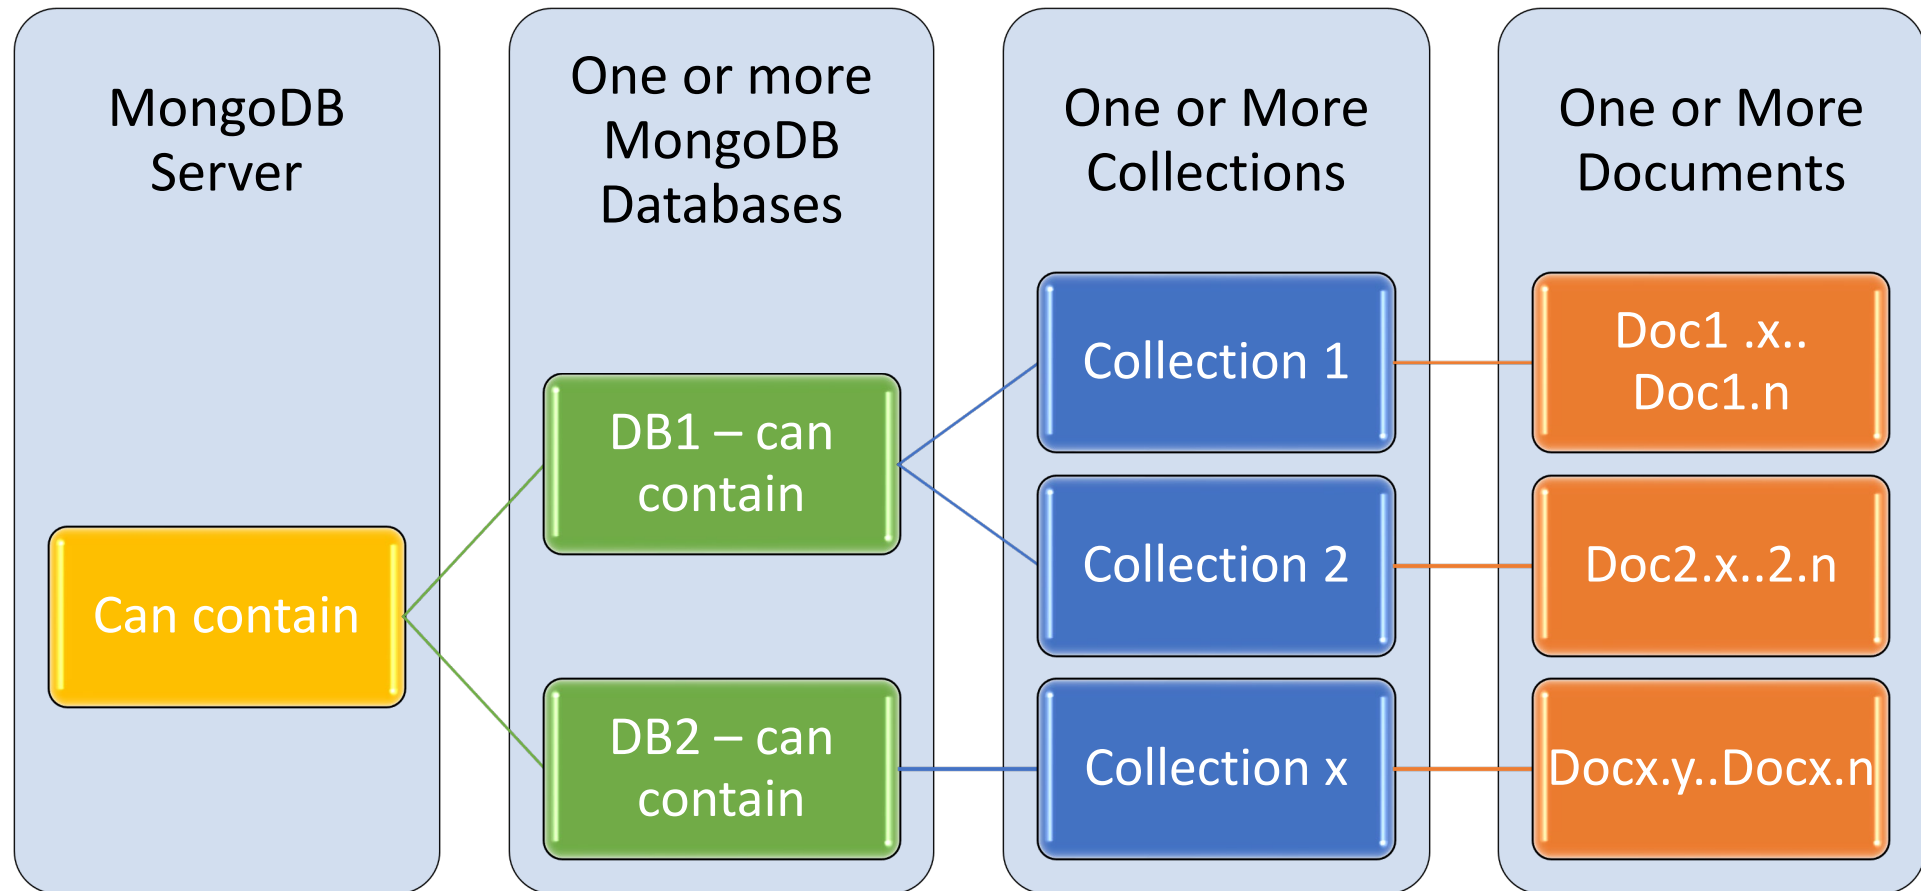 MongoDB
Server
One or more
MongoDB
Databases
One or More
Collections
One or More
Documents
Can contain
DB1 – can
contain
DB2 – can
contain
Collection 1
Collection 2
Collection x
Doc1 .x..
Doc1.n
Doc2.x..2.n
Docx.y..Docx.n